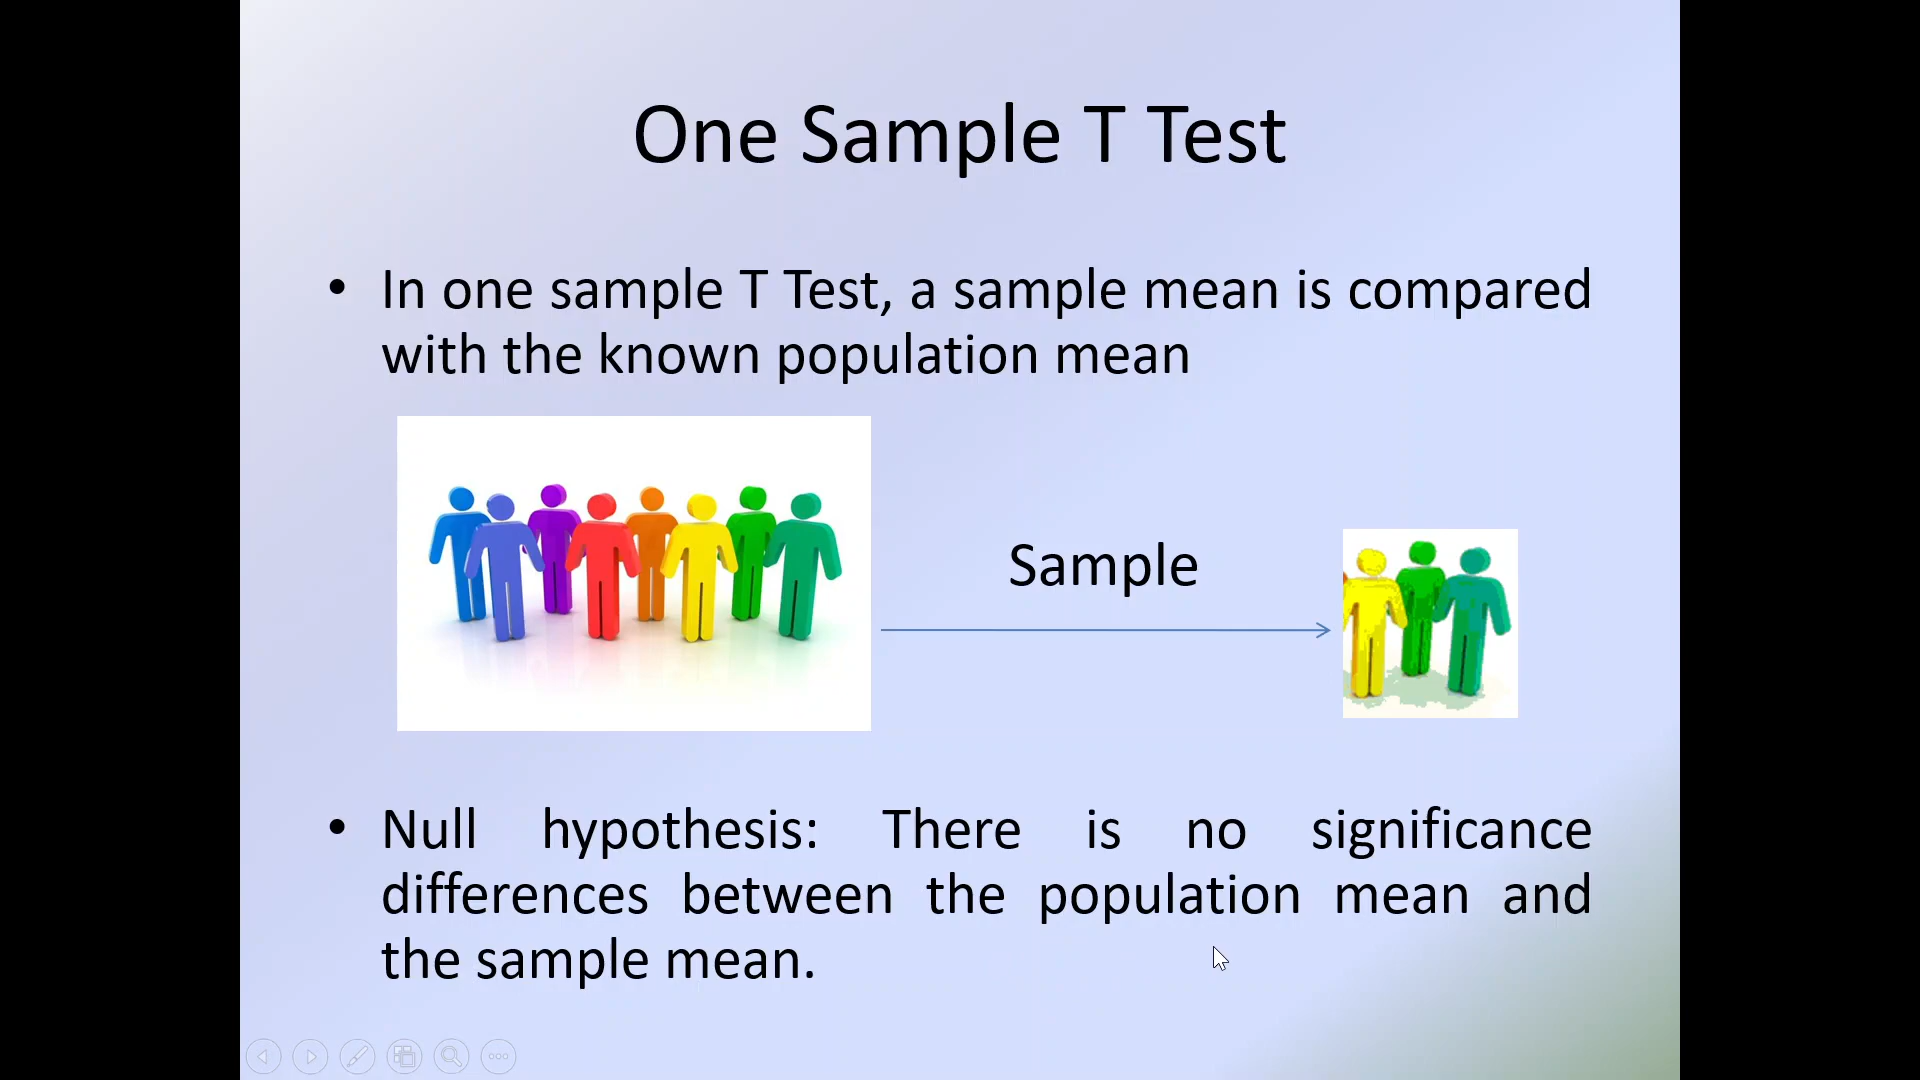 One Sample T Test
• In one sample T Test, a sample mean is compared
with the known population mean
Sample
• Null hypothesis: There is no significance
differences between the population mean and
the sample mean.